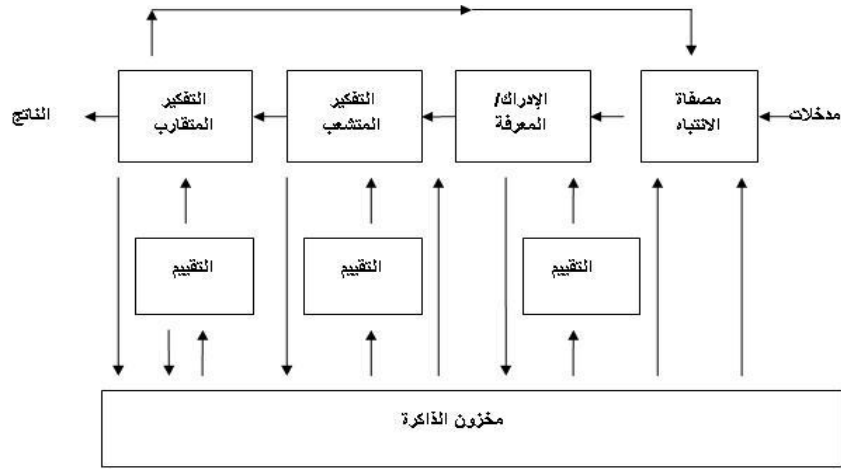 مدخلات
مصفاة
الانتباه
الإدراك/
المعرفة
التفكير
المتشعب
التفكير
المتقارب
الناتج
التقييم
التقييم
التقييم
مخزون الذاكرة